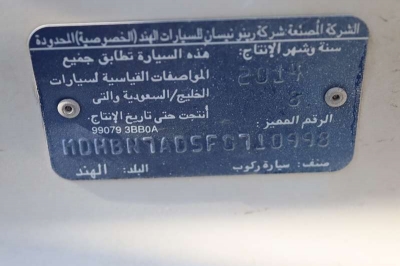 الشركة المصنعة شركة رينو نيسان للسيارات الهند (الخصوصية) المحدودة
سنة وشهر الإنتاج: هذه السيارة تطابق جميع
2014 المواصفات القياسية لسيارات
الخليج/السعودية والتى
الرقم المميز: أنتجت حتى تاريخ الإنتاج.
99079 3BB0A
صنف: سيارة ركوب البلد: الهند